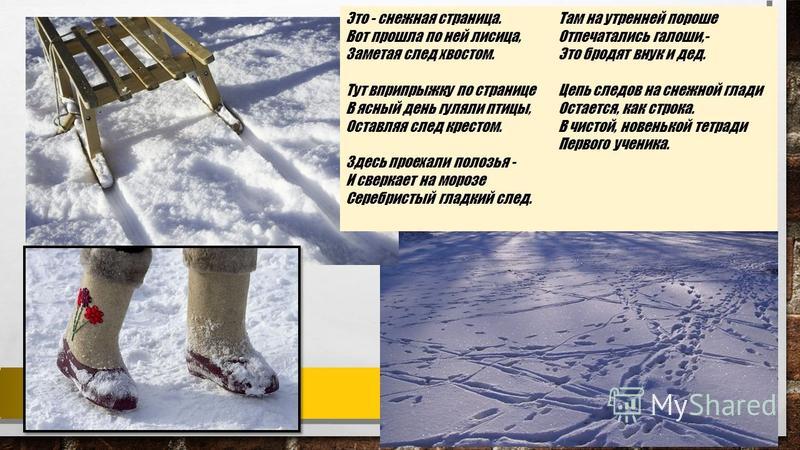 Это - снежная страница.
Вот прошла по ней лисица,
Заметая след хвостом.
Тут вприпрыжку по странице
В ясный день гуляли птицы,
Оставляя след крестом.
Здесь проехали полозья -
И сверкает на морозе
Серебристый гладкий след.
Там на утренней пороше
Отпечатались галоши,-
Это бродят внук и дед.
Цепь следов на снежной глади
Остается, как строка.
В чистой, новенькой тетради
Первого ученика.
MyShared